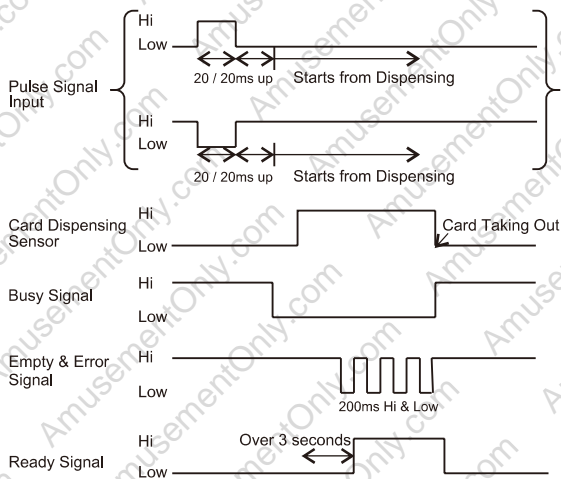 Hi
Low
20 / 20ms up Starts from Dispensing
Pulse Signal
Input
Hi
Low
20 / 20ms up Starts from Dispensing
Card Dispensing
Sensor
Hi
Low
Card Taking Out
Busy Signal
Hi
Low
Empty & Error
Signal
Hi
Low
200ms Hi & Low
Ready Signal
Hi
Low
Over 3 seconds
AmusementOnly.com